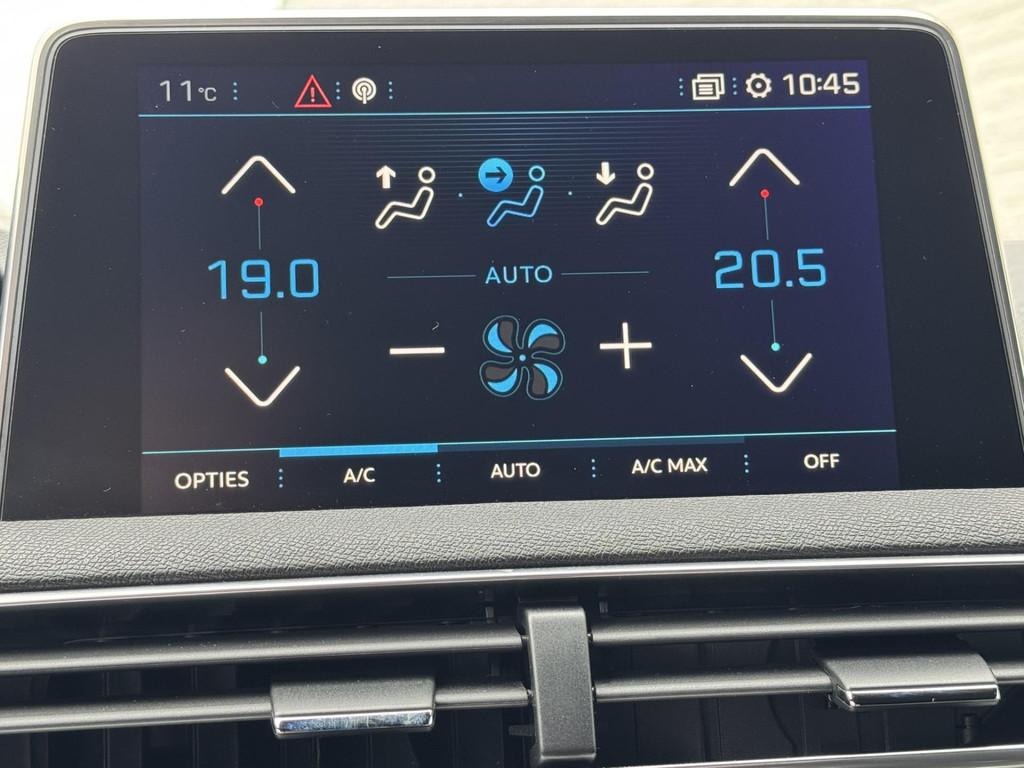 11°C 10:45
19.0 AUTO 20.5
OPTIES A/C AUTO A/C MAX OFF